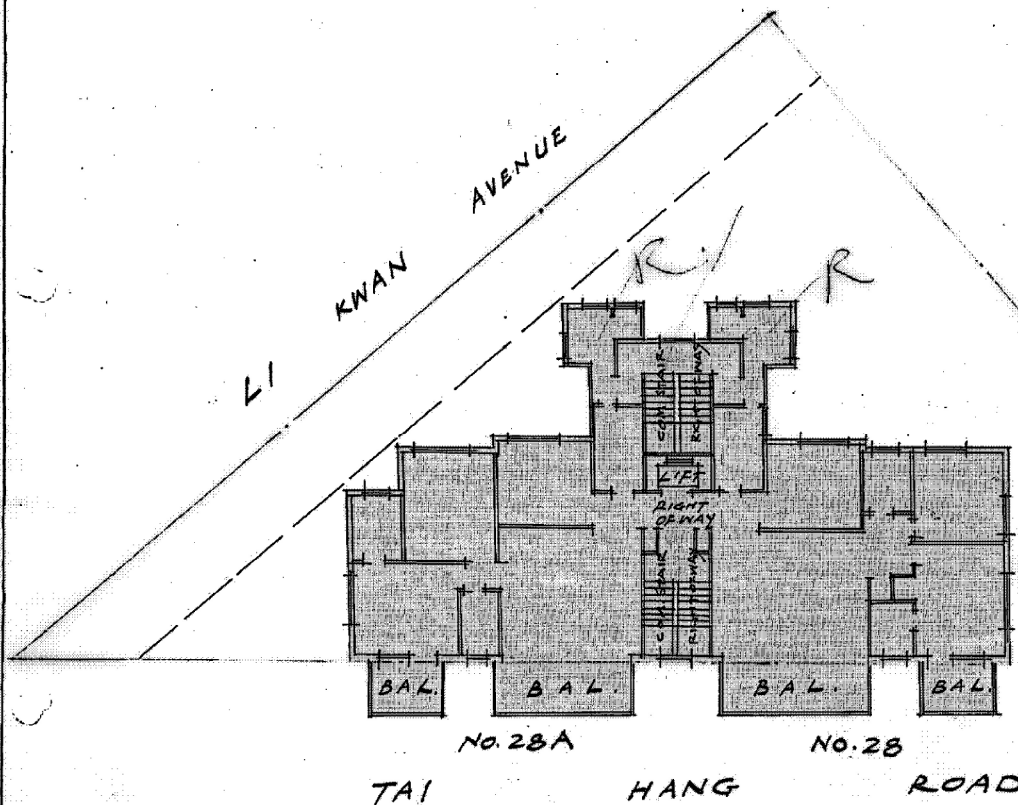 LI KWAN AVENUE
R
R
COM. STAIR
RIGHT OF WAY
LIFT
RIGHT
OF WAY
COM. STAIR
RIGHT OF WAY
BAL.
BAL.
BAL.
BAL.
NO. 28A
NO. 28
TAI HANG ROAD